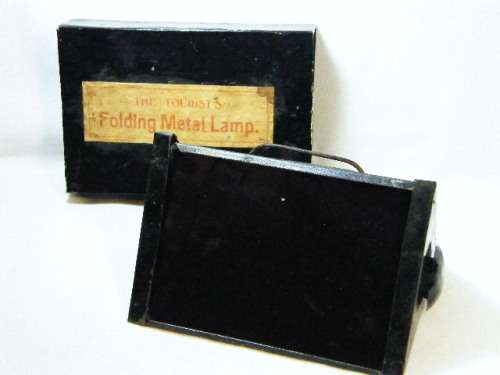 THE TOURIST'S
Folding Metal Lamp.